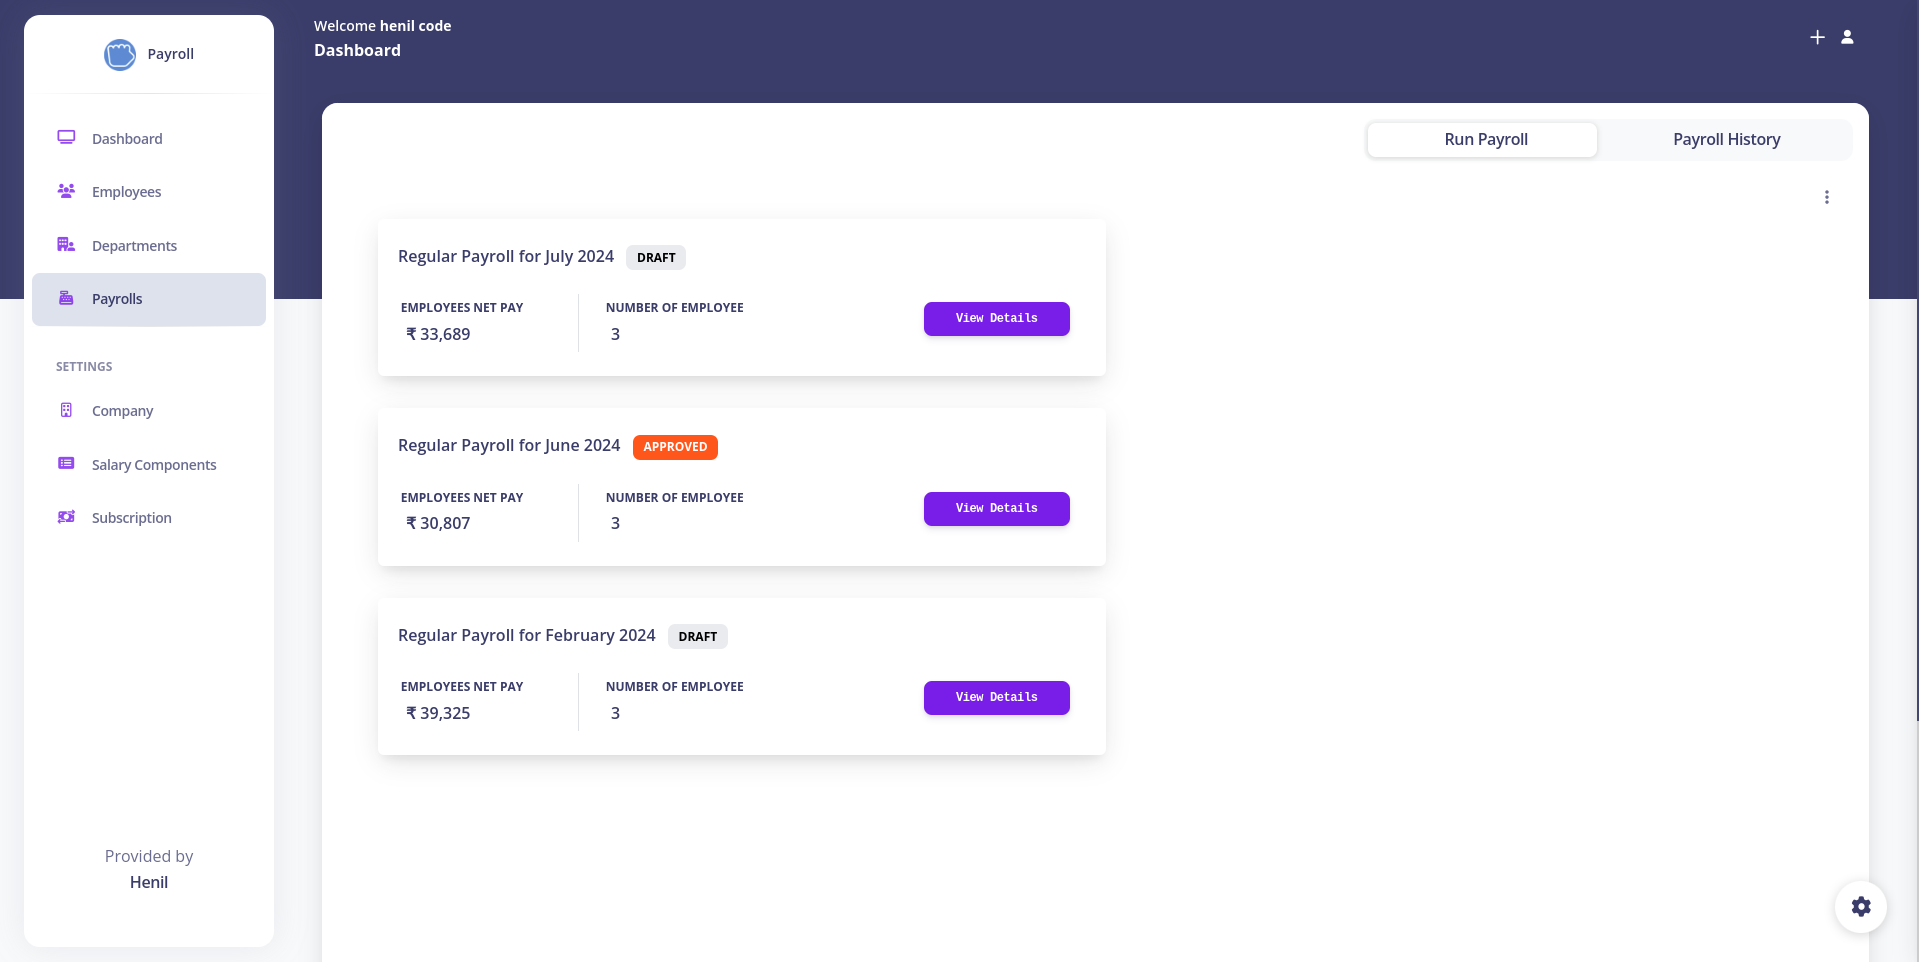 Payroll
Dashboard
Employees
Departments
Payrolls
SETTINGS
Company
Salary Components
Subscription
Provided by
Henil
Welcome henil code
Dashboard
Run Payroll
Payroll History
Regular Payroll for July 2024 DRAFT
EMPLOYEES NET PAY
₹ 33,689
NUMBER OF EMPLOYEE
3
View Details
Regular Payroll for June 2024 APPROVED
EMPLOYEES NET PAY
₹ 30,807
NUMBER OF EMPLOYEE
3
View Details
Regular Payroll for February 2024 DRAFT
EMPLOYEES NET PAY
₹ 39,325
NUMBER OF EMPLOYEE
3
View Details